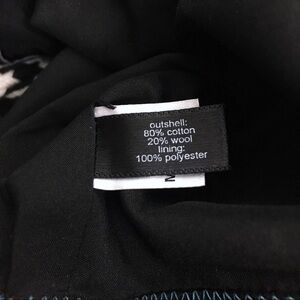 outshell:
80% cotton
20% wool
lining:
100% polyester